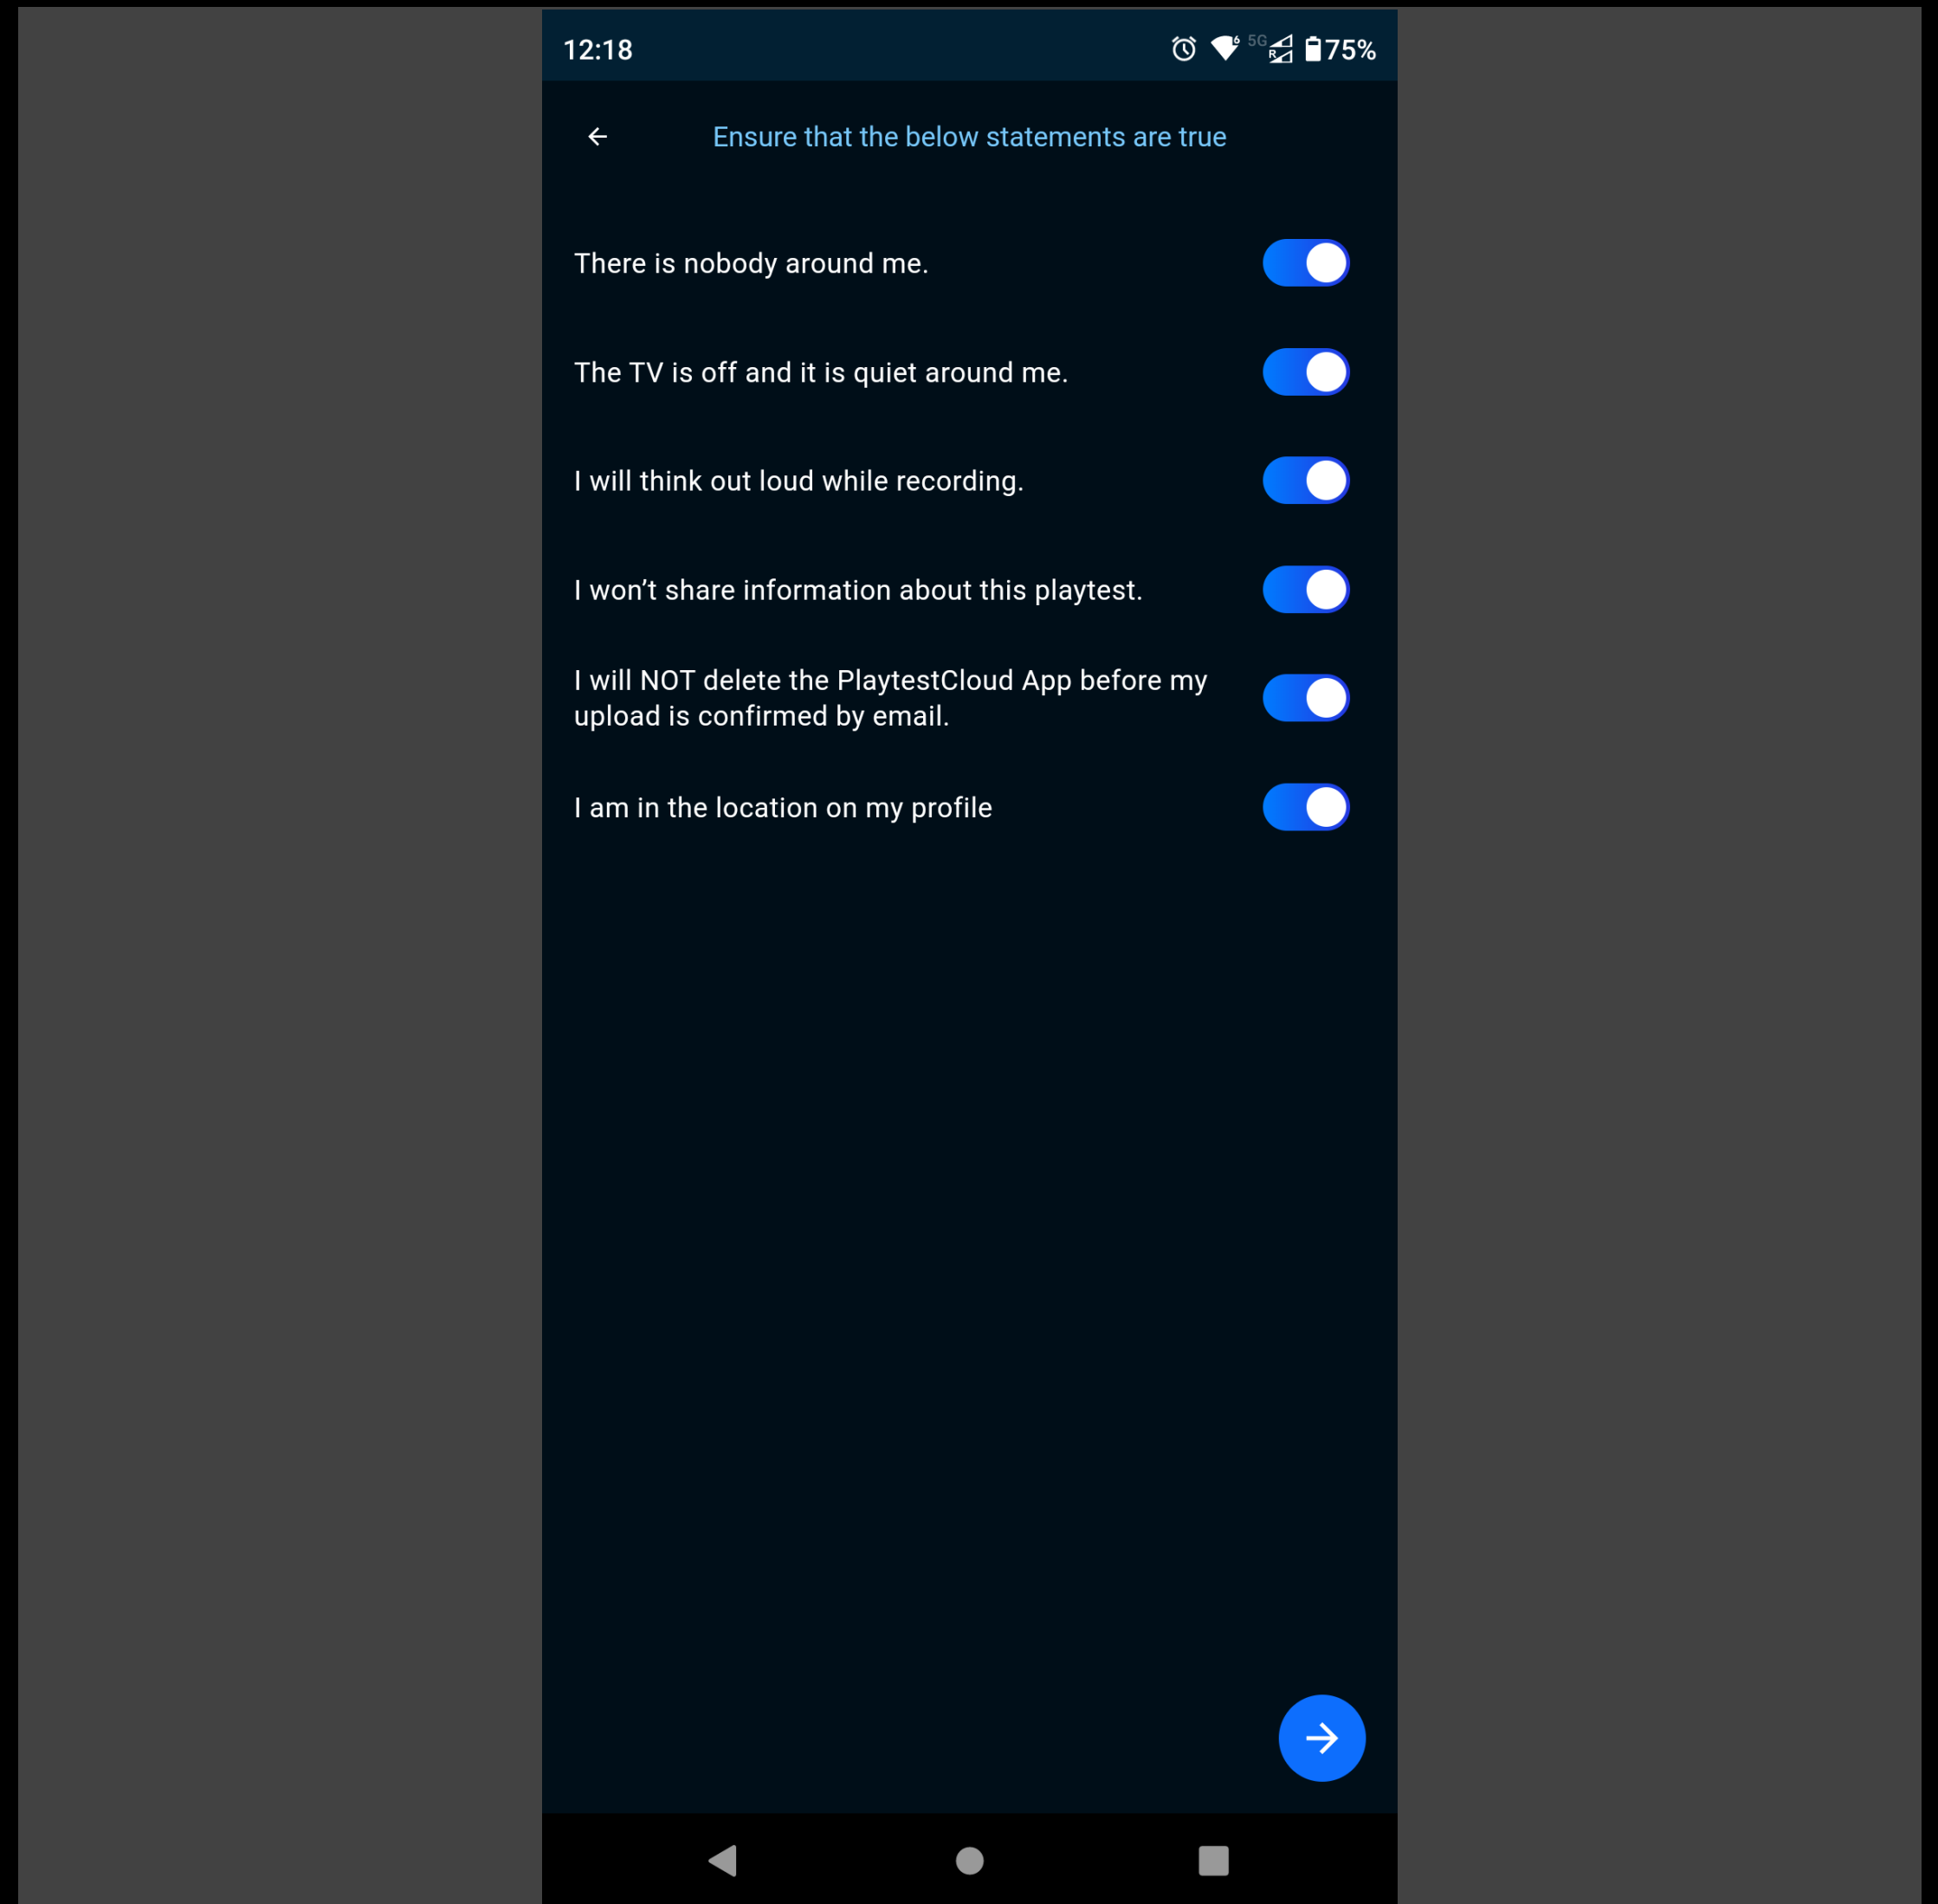 12:18
6 5G R 75%
Ensure that the below statements are true
There is nobody around me.
The TV is off and it is quiet around me.
I will think out loud while recording.
I won’t share information about this playtest.
I will NOT delete the PlaytestCloud App before my
upload is confirmed by email.
I am in the location on my profile